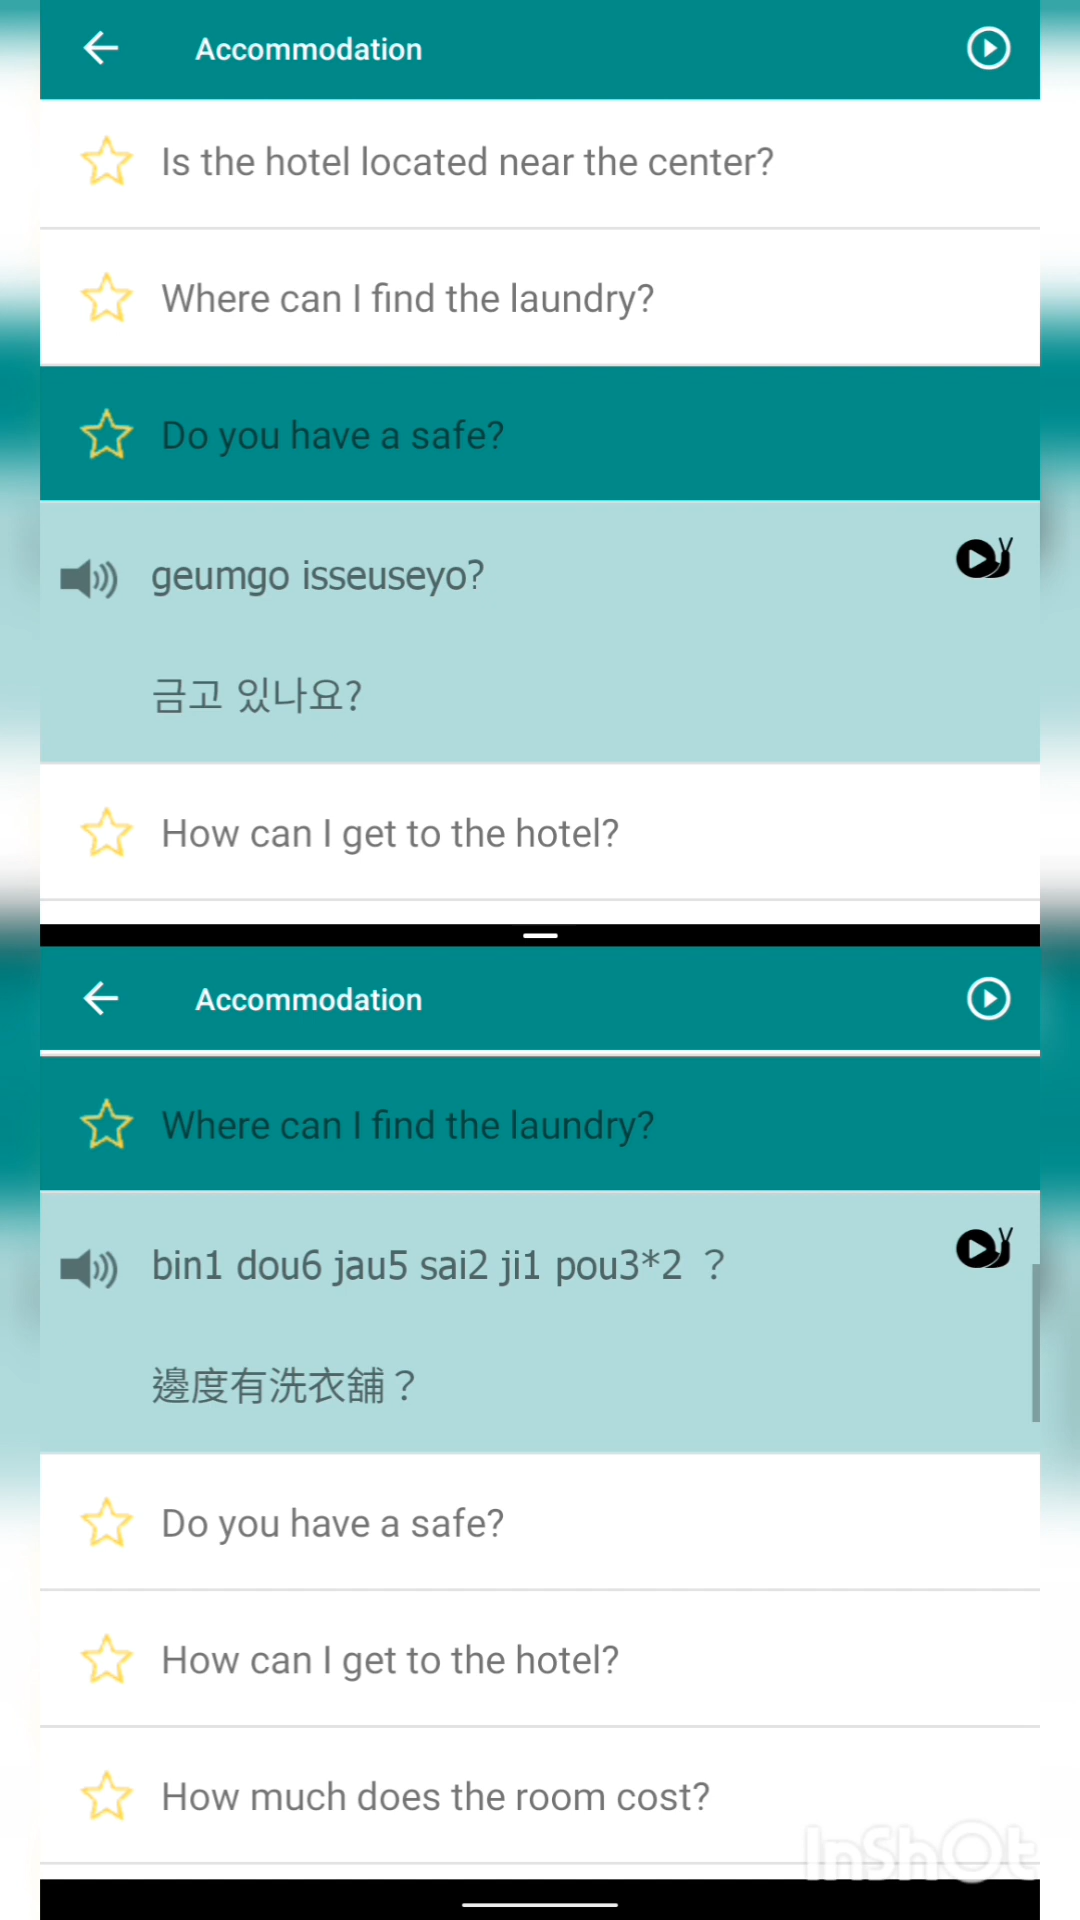 Accommodation
Is the hotel located near the center?
Where can I find the laundry?
Do you have a safe?
geumgo isseuseyo?
금고 있나요?
How can I get to the hotel?
Accommodation
Where can I find the laundry?
bin1 dou6 jau5 sai2 ji1 pou3*2 ？
邊度有洗衣舖？
Do you have a safe?
How can I get to the hotel?
How much does the room cost?
InShOt